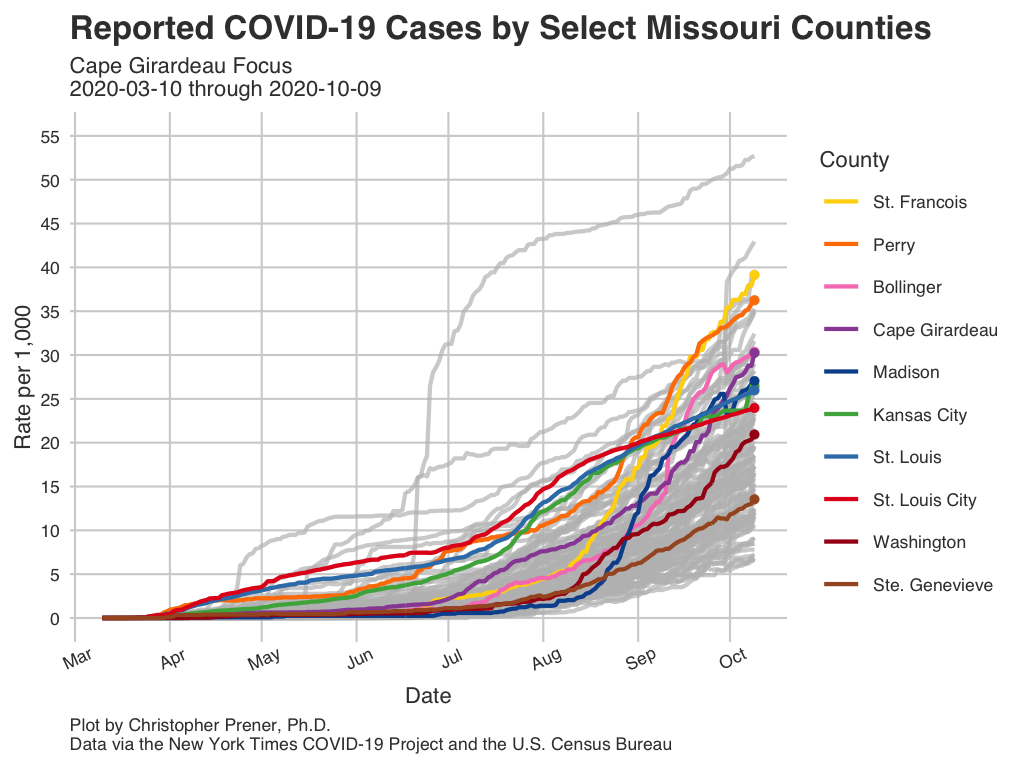 Reported COVID-19 Cases by Select Missouri Counties
Cape Girardeau Focus
2020-03-10 through 2020-10-09
55
50
45
40
35
30
25
20
15
10
5
0
Rate per 1,000
Mar Apr May Jun Jul Aug Sep Oct
Date
County
St. Francois
Perry
Bollinger
Cape Girardeau
Madison
Kansas City
St. Louis
St. Louis City
Washington
Ste. Genevieve
Plot by Christopher Prener, Ph.D.
Data via the New York Times COVID-19 Project and the U.S. Census Bureau